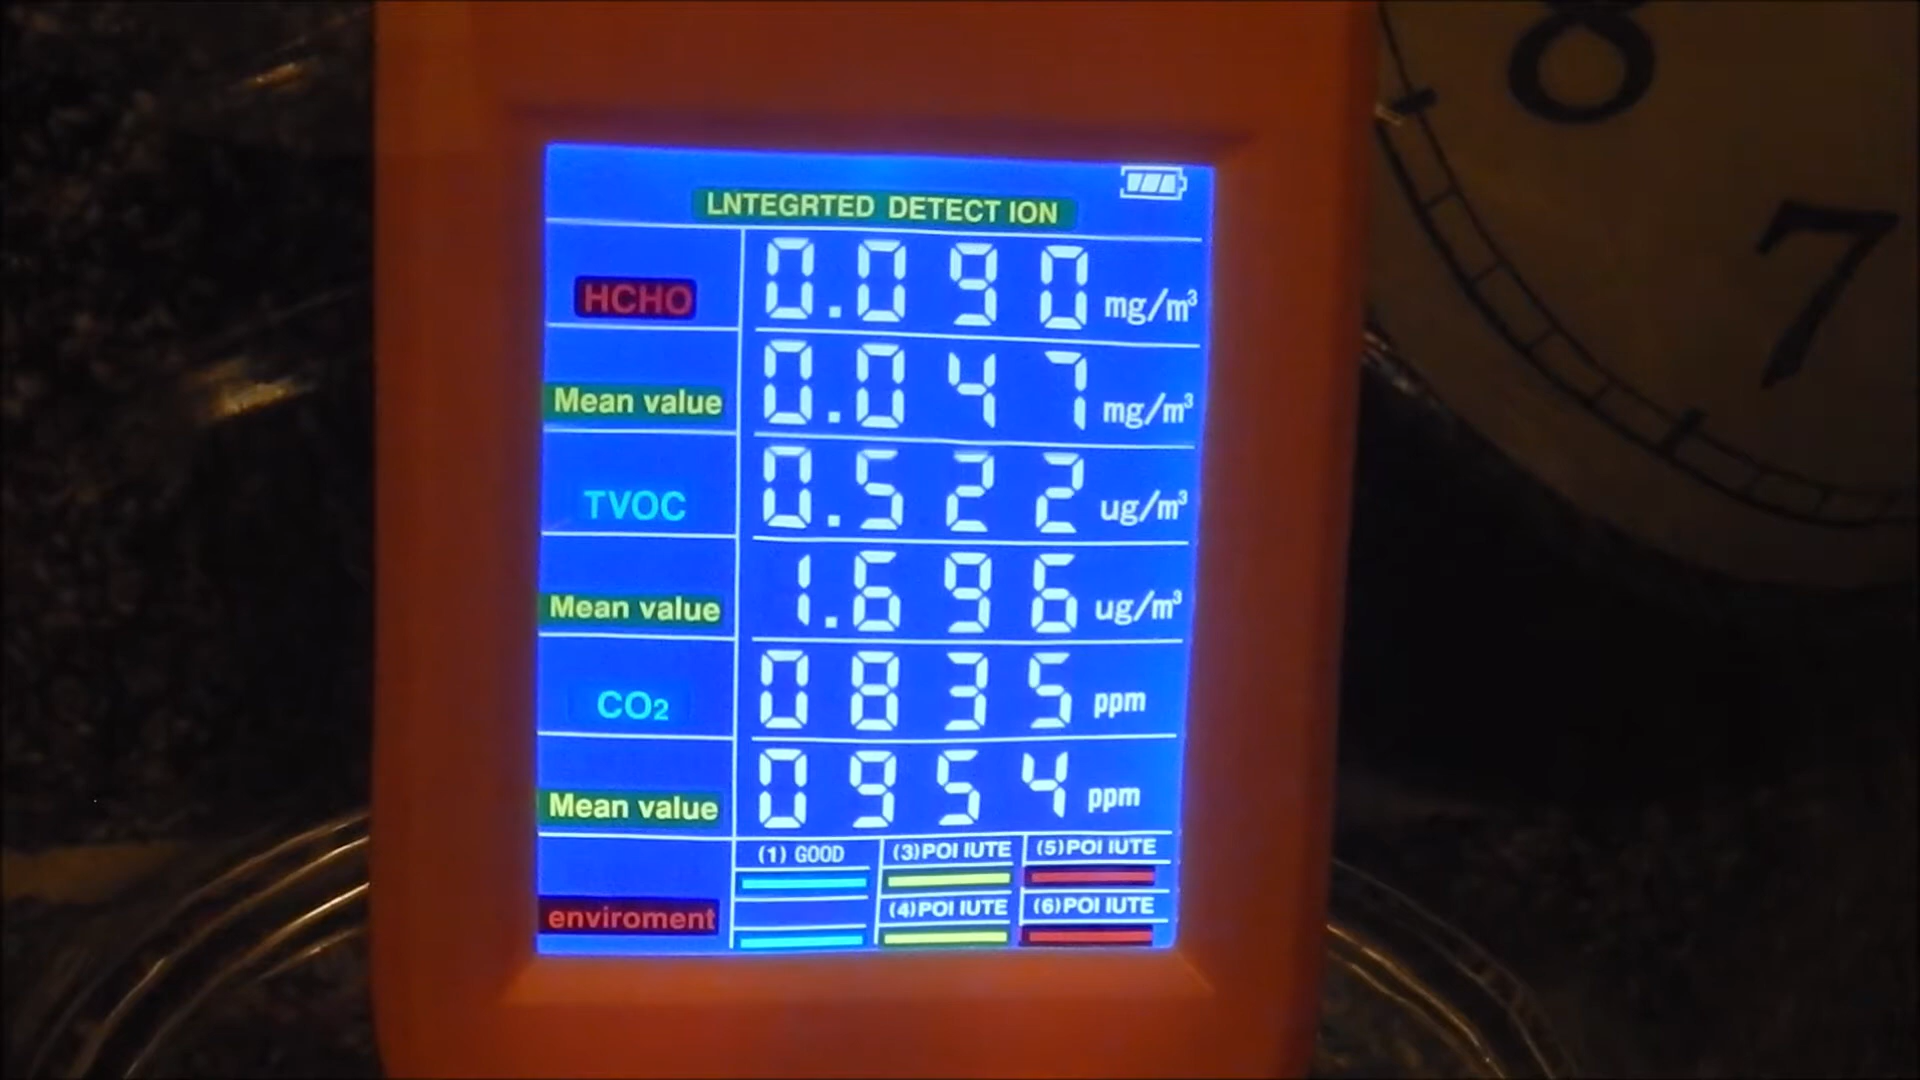 LNTEGRTED DETECT ION
HCHO 0.090 mg/m³
Mean value 0.047 mg/m³
TVOC 0.522 ug/m³
Mean value 1.696 ug/m³
CO₂ 0835 ppm
Mean value 0954 ppm
(1) GOOD (3)POI IUTE (5)POI IUTE
enviroment (4)POI IUTE (6)POI IUTE
8
7